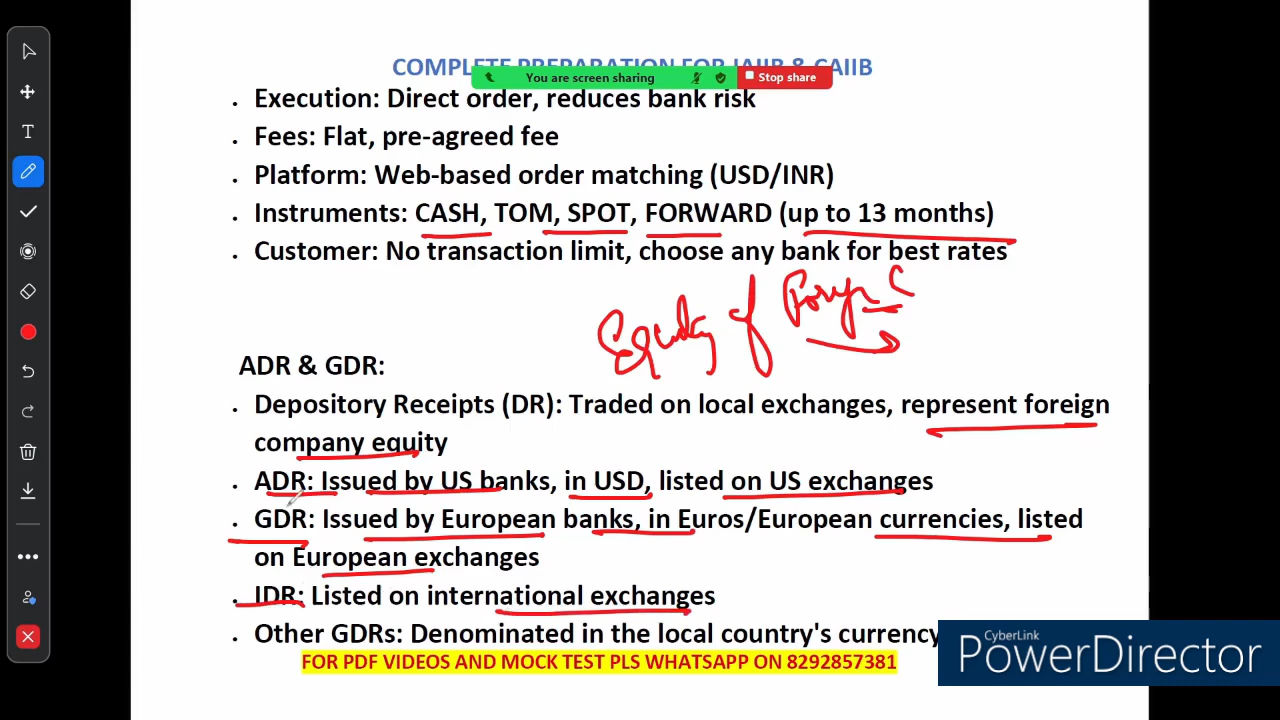 COMPLETE PREPARATION FOR JAIIB & CAIIB
You are screen sharing
Stop share
. Execution: Direct order, reduces bank risk
. Fees: Flat, pre-agreed fee
. Platform: Web-based order matching (USD/INR)
. Instruments: CASH, TOM, SPOT, FORWARD (up to 13 months)
. Customer: No transaction limit, choose any bank for best rates
Equity of Foreign C
ADR & GDR:
. Depository Receipts (DR): Traded on local exchanges, represent foreign
company equity
. ADR: Issued by US banks, in USD, listed on US exchanges
. GDR: Issued by European banks, in Euros/European currencies, listed
on European exchanges
. IDR: Listed on international exchanges
. Other GDRs: Denominated in the local country's currency
FOR PDF VIDEOS AND MOCK TEST PLS WHATSAPP ON 8292857381
CyberLink
PowerDirector
T